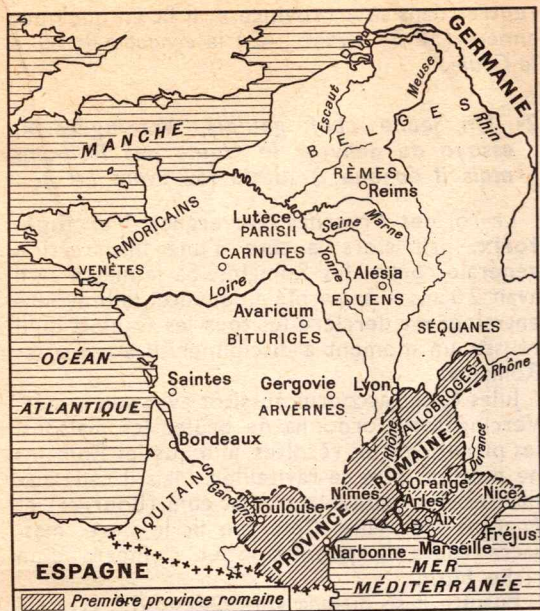 GERMANIE
MANCHE
Escaut
Meuse
Rhin
BELGES
RÈMES
Reims
ARMORICAINS
Lutèce
PARISII
Seine
Marne
VENÈTES
CARNUTES
Yonne
Alésia
Loire
EDUENS
Avaricum
BITURIGES
SÉQUANES
OCÉAN
ATLANTIQUE
Saintes
Gergovie
ARVERNES
Lyon
Rhône
ALLOBROGES
Bordeaux
Rhône
Durance
AQUITAINS
Garonne
Toulouse
PROVINCE ROMAINE
Nîmes
Orange
Arles
Aix
Nice
Fréjus
Marseille
Narbonne
ESPAGNE
MER
MÉDITERRANÉE
Première province romaine